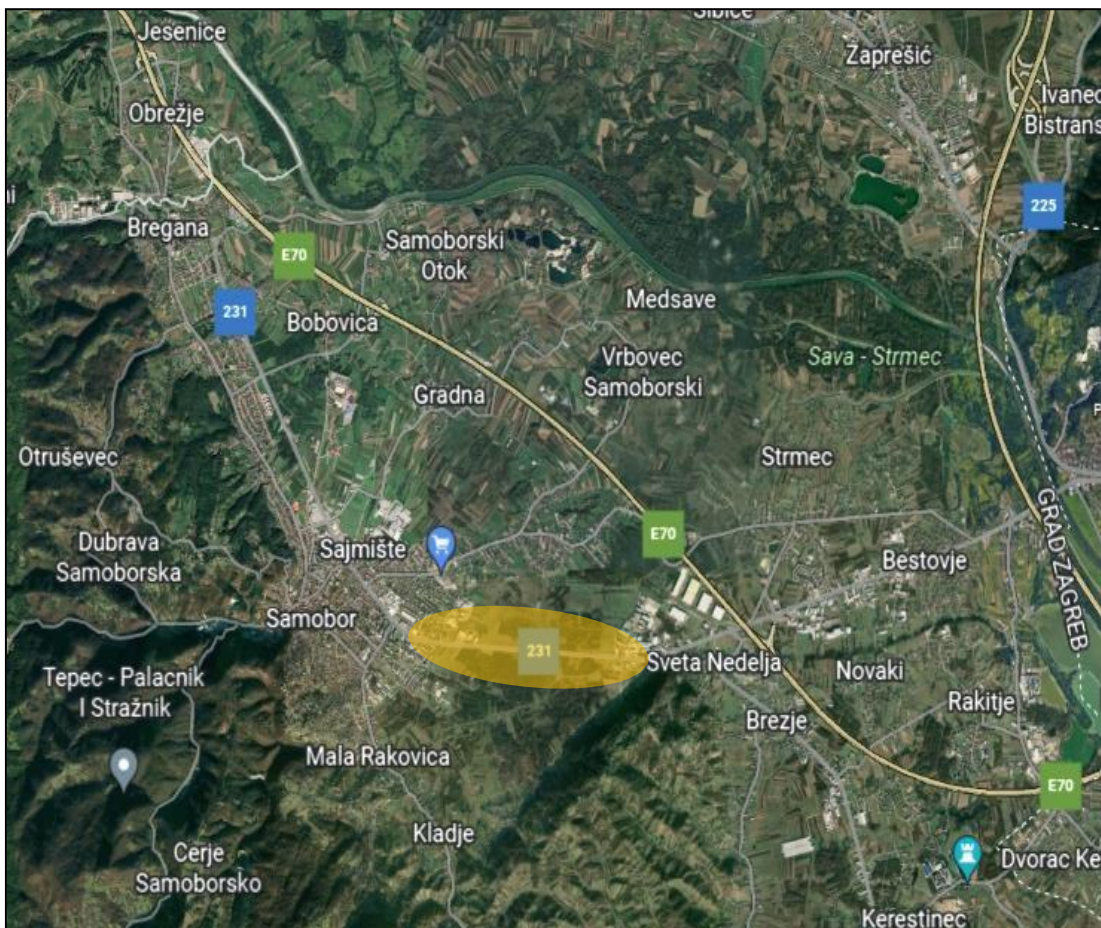 Jesenice
Zaprešić
Obrežje
Ivanec
Bistrans
225
Bregana
Samoborski
Otok
E70
Medsave
231
Bobovica
Vrbovec
Samoborski
Sava - Strmec
Gradna
Otruševec
Strmec
GRAD ZAGREB
E70
Sajmište
Dubrava
Samoborska
Bestovje
Samobor
231
Sveta Nedelja
Novaki
Tepec - Palacnik
I Stražnik
Rakitje
Brezje
Mala Rakovica
E70
Kladje
Cerje
Samoborsko
Dvorac Ke
Kerestinec